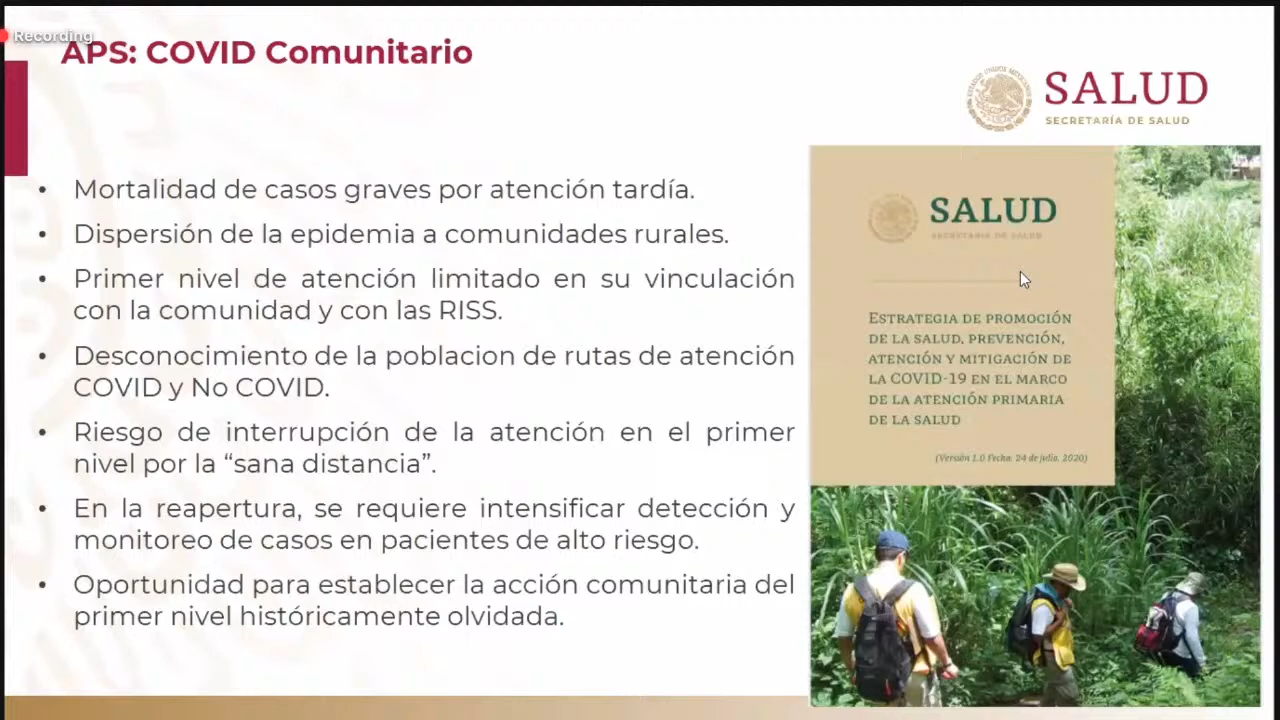 Recording
APS: COVID Comunitario
SALUD
SECRETARÍA DE SALUD
• Mortalidad de casos graves por atención tardía.
• Dispersión de la epidemia a comunidades rurales.
• Primer nivel de atención limitado en su vinculación
con la comunidad y con las RISS.
• Desconocimiento de la poblacion de rutas de atención
COVID y No COVID.
• Riesgo de interrupción de la atención en el primer
nivel por la “sana distancia”.
• En la reapertura, se requiere intensificar detección y
monitoreo de casos en pacientes de alto riesgo.
• Oportunidad para establecer la acción comunitaria del
primer nivel históricamente olvidada.
SALUD
SECRETARÍA DE SALUD
ESTRATEGIA DE PROMOCIÓN
DE LA SALUD, PREVENCIÓN,
ATENCIÓN Y MITIGACIÓN DE
LA COVID-19 EN EL MARCO
DE LA ATENCIÓN PRIMARIA
DE LA SALUD
(Versión 1.0 Fecha: 24 de julio, 2020)